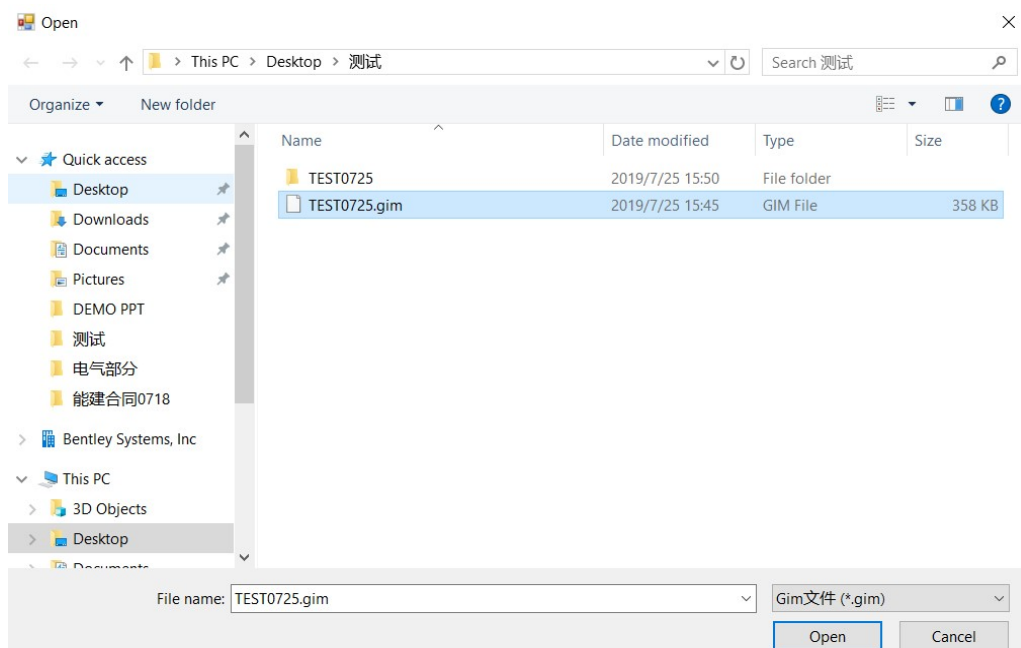 Open
This PC > Desktop > 测试
Search 测试
Organize
New folder
Name Date modified Type Size
Quick access
Desktop
Downloads
Documents
Pictures
DEMO PPT
测试
电气部分
能建合同0718
Bentley Systems, Inc
This PC
3D Objects
Desktop
Documents
TEST0725 2019/7/25 15:50 File folder
TEST0725.gim 2019/7/25 15:45 GIM File 358 KB
File name: TEST0725.gim
Gim文件 (*.gim)
Open Cancel